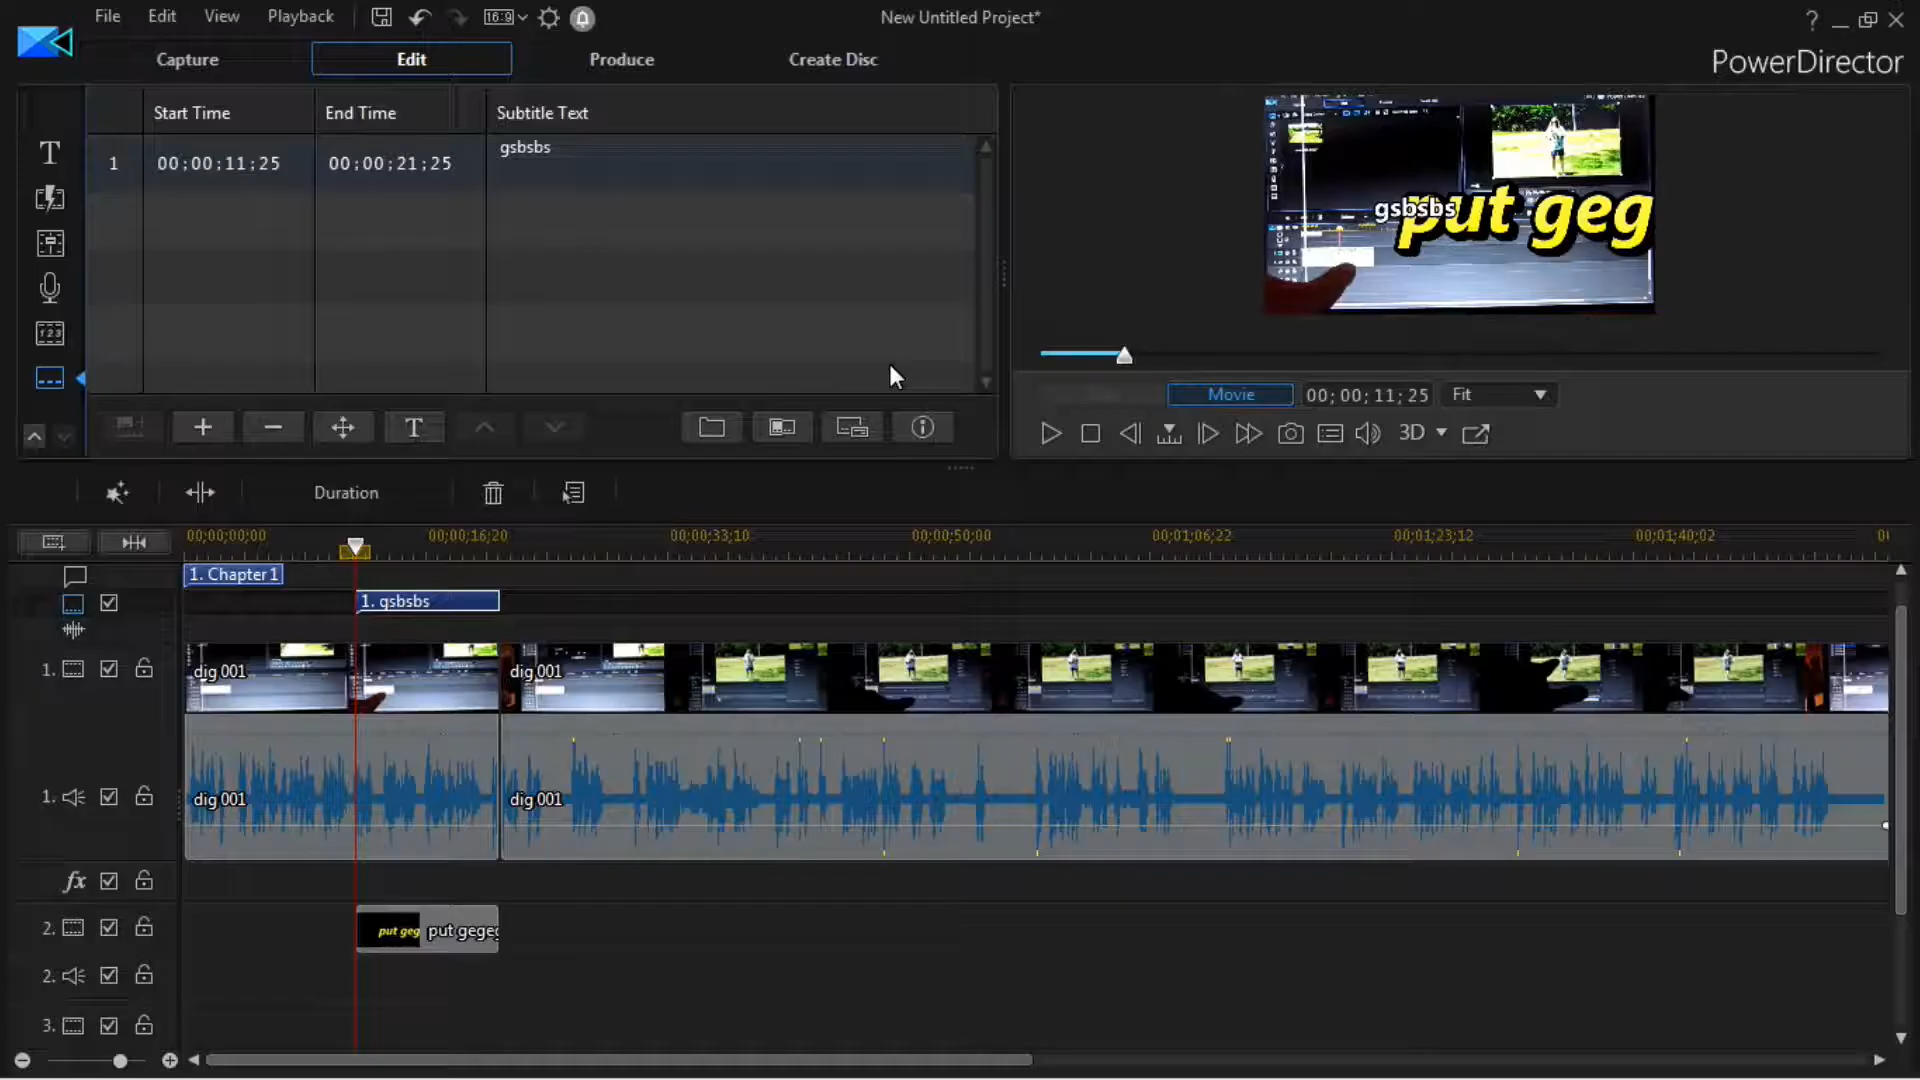 File Edit View Playback 16:9 New Untitled Project* ?
Capture Edit Produce Create Disc PowerDirector
Start Time End Time Subtitle Text
1 00;00;11;25 00;00;21;25 gsbsbs
gsbsbs
put geg
Movie 00; 00; 11; 25 Fit
3D
Duration
00;00;00;00 00;00;16;20 00;00;33;10 00;00;50;00 00;01;06;22 00;01;23;12 00;01;40;02
1. Chapter 1
1. gsbsbs
1. dig 001 dig 001
1. dig 001 dig 001
fx
2. put geg put gege
2.
3.